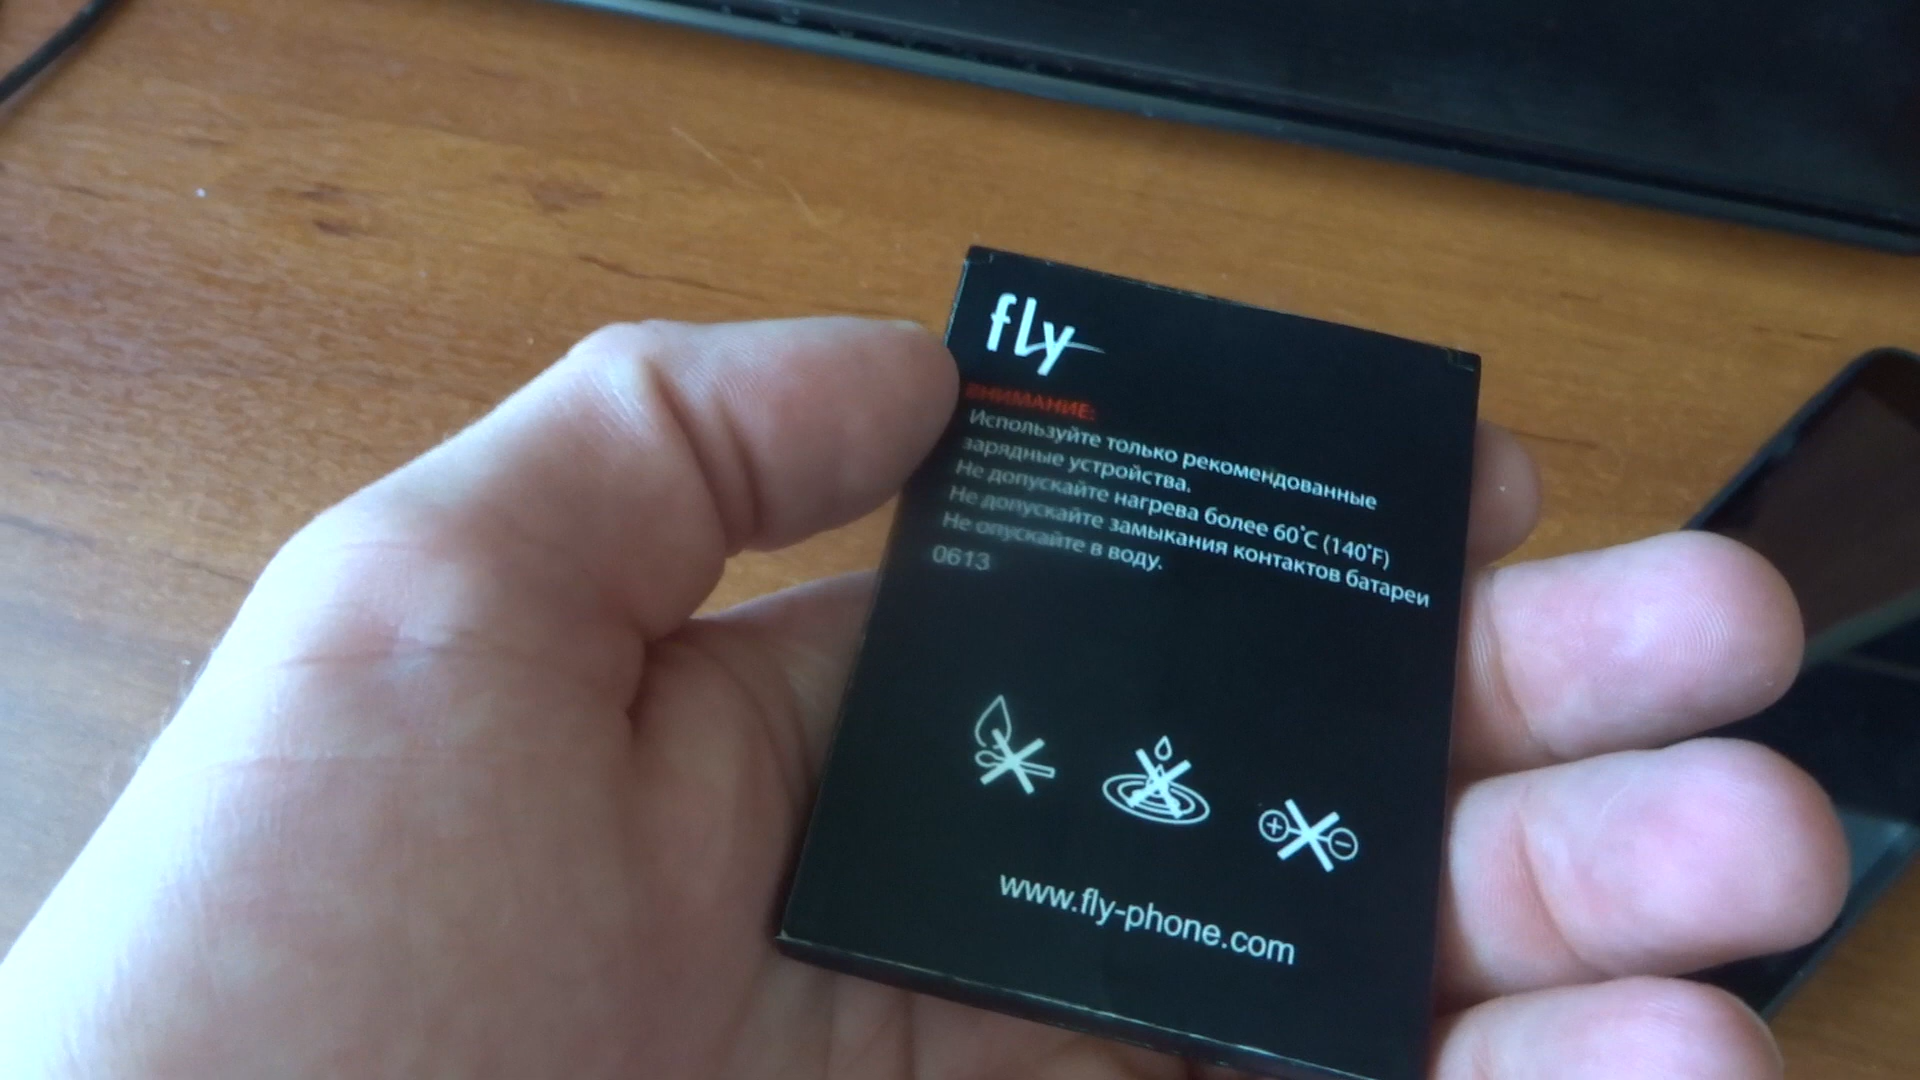 fly
ВНИМАНИЕ:
Используйте только рекомендованные
зарядные устройства.
Не допускайте нагрева более 60°C (140°F)
Не допускайте замыкания контактов батареи
Не опускайте в воду.
0613
www.fly-phone.com